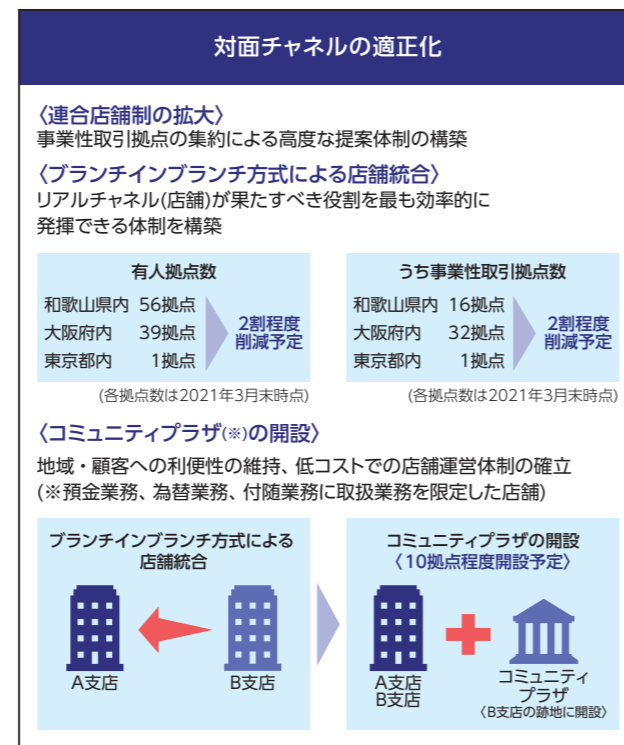 対面チャネルの適正化
〈連合店舗制の拡大〉
事業性取引拠点の集約による高度な提案体制の構築
〈ブランチインブランチ方式による店舗統合〉
リアルチャネル(店舗)が果たすべき役割を最も効率的に
発揮できる体制を構築
有人拠点数
和歌山県内 56拠点
大阪府内 39拠点
東京都内 1拠点
2割程度
削減予定
(各拠点数は2021年3月末時点)
うち事業性取引拠点数
和歌山県内 16拠点
大阪府内 32拠点
東京都内 1拠点
2割程度
削減予定
(各拠点数は2021年3月末時点)
〈コミュニティプラザ(※)の開設〉
地域・顧客への利便性の維持、低コストでの店舗運営体制の確立
(※預金業務、為替業務、付随業務に取扱業務を限定した店舗)
ブランチインブランチ方式による
店舗統合
A支店
B支店
コミュニティプラザの開設
〈10拠点程度開設予定〉
A支店
B支店
コミュニティ
プラザ
〈B支店の跡地に開設〉